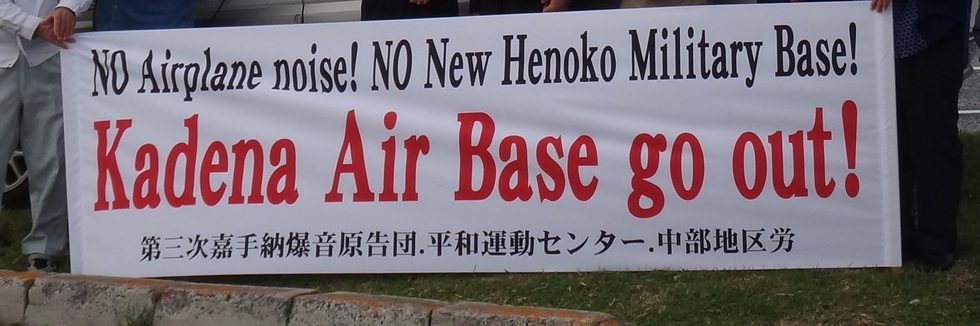 NO Airplane noise! NO New Henoko Military Base!
Kadena Air Base go out!
第三次嘉手納爆音原告団.平和運動センター.中部地区労